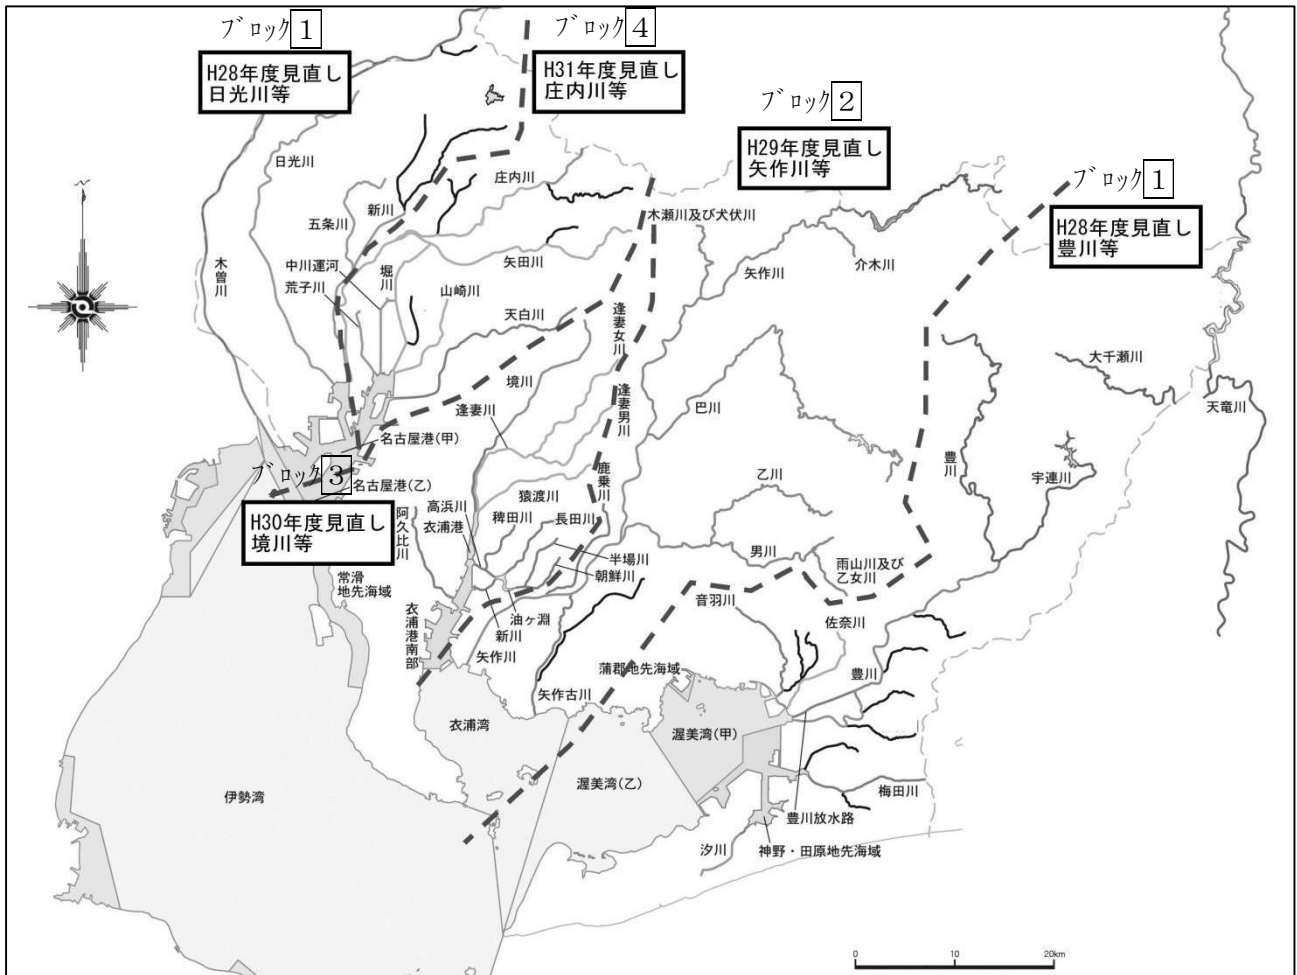 ブロック1
H28年度見直し
日光川等
ブロック4
H31年度見直し
庄内川等
ブロック2
H29年度見直し
矢作川等
ブロック1
H28年度見直し
豊川等
日光川
庄内川
新川
五条川
木瀬川及び犬伏川
中川運河
荒子川
堀川
矢田川
山崎川
木曽川
矢作川
介木川
天白川
逢妻女川
境川
逢妻川
逢妻男川
大千瀬川
天竜川
巴川
名古屋港(甲)
ブロック3
名古屋港(乙)
H30年度見直し
境川等
鹿乗川
豊川
宇連川
乙川
阿久比川
高浜川
衣浦港
猿渡川
稗田川
長田川
半場川
朝鮮川
男川
雨山川及び
乙女川
常滑
地先海域
音羽川
佐奈川
油ヶ淵
新川
衣浦港南部
矢作川
蒲郡地先海域
豊川
矢作古川
衣浦湾
渥美湾(甲)
渥美湾(乙)
伊勢湾
梅田川
豊川放水路
汐川
神野・田原地先海域
0 10 20km